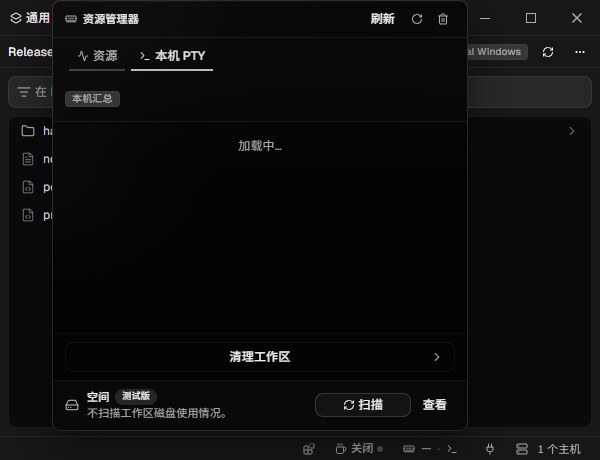 通用
资源管理器
刷新
Release
资源
本机 PTY
al Windows
在
本机汇总
加载中...
清理工作区
空间 测试版
不扫描工作区磁盘使用情况。
扫描
查看
关闭
1 个主机